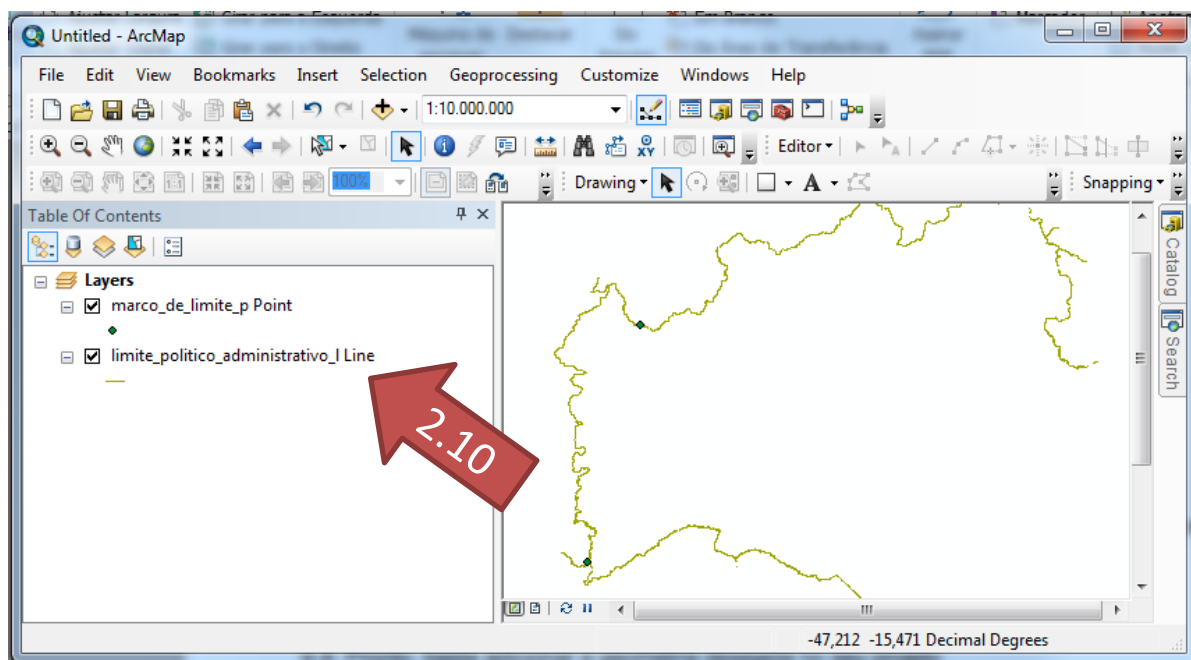 Untitled - ArcMap
File Edit View Bookmarks Insert Selection Geoprocessing Customize Windows Help
1:10.000.000
Editor
100% Drawing A Snapping
Table Of Contents
Layers
marco_de_limite_p Point
limite_politico_administrativo_l Line
2.10
Catalog
Search
-47,212 -15,471 Decimal Degrees